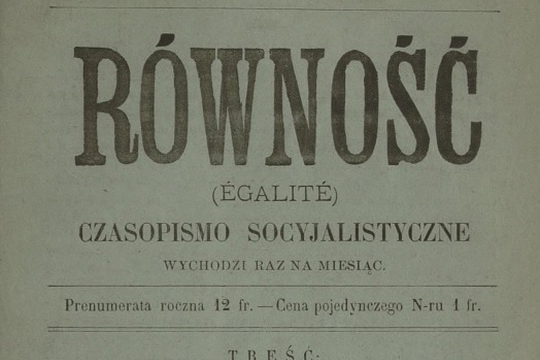 RÓWNOŚĆ
(ÉGALITÉ)
CZASOPISMO SOCYJALISTYCZNE
WYCHODZI RAZ NA MIESIĄC.
Prenumerata roczna 12 fr. — Cena pojedynczego N-ru 1 fr.
TREŚĆ: